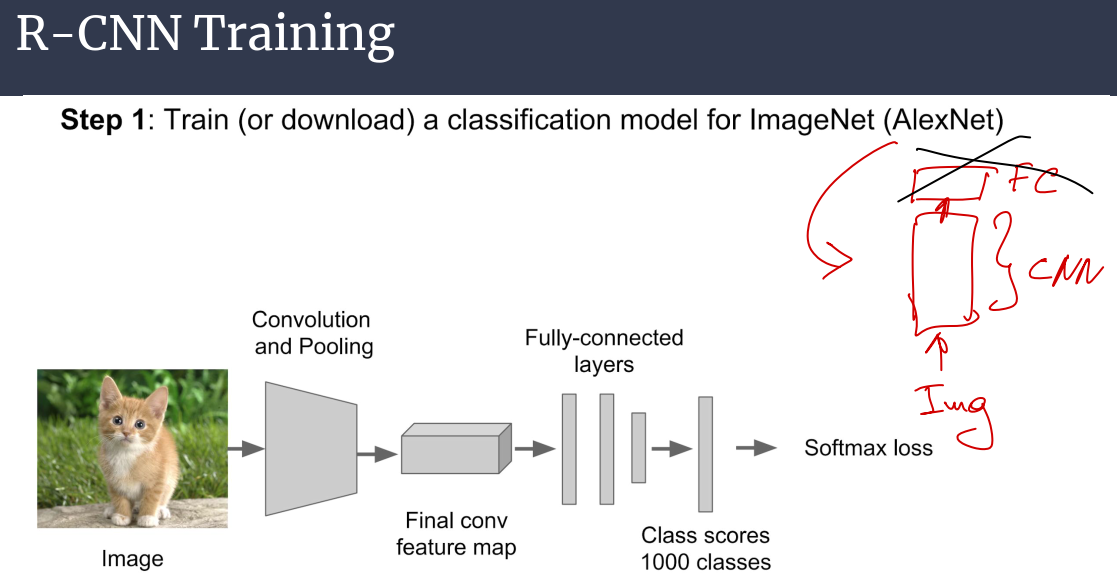 R-CNN Training
Step 1: Train (or download) a classification model for ImageNet (AlexNet)
FC
CNN
Img
Convolution
and Pooling
Fully-connected
layers
Softmax loss
Final conv
feature map
Class scores
1000 classes
Image